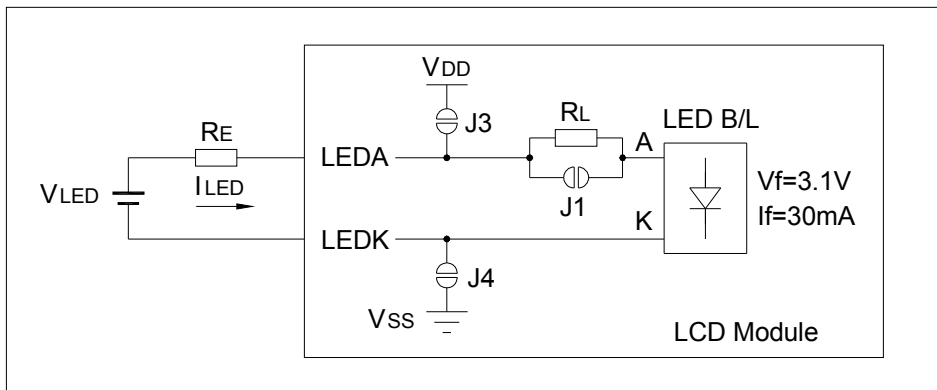 VDD
J3
RL
LED B/L
RE
LEDA
A
ILED
VLED
J1
Vf=3.1V
If=30mA
K
LEDK
J4
VSS
LCD Module